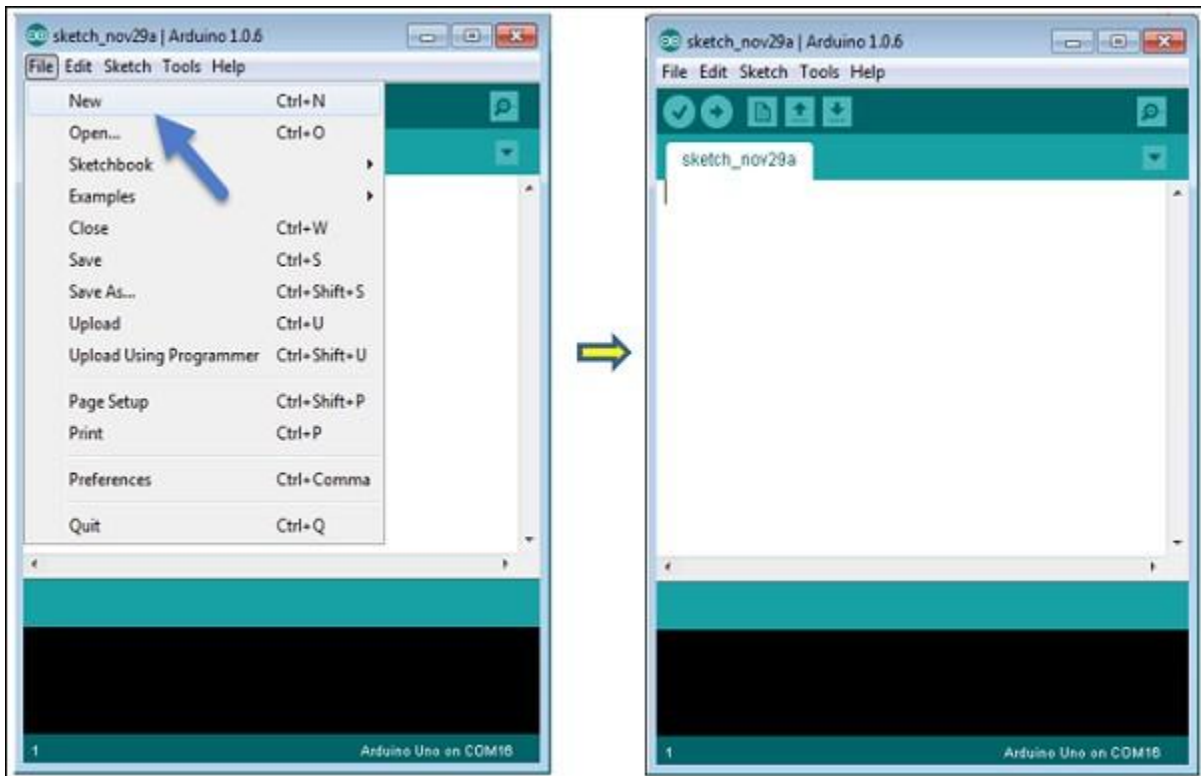 sketch_nov29a | Arduino 1.0.6
File Edit Sketch Tools Help
New Ctrl+N
Open... Ctrl+O
Sketchbook
Examples
Close Ctrl+W
Save Ctrl+S
Save As... Ctrl+Shift+S
Upload Ctrl+U
Upload Using Programmer Ctrl+Shift+U
Page Setup Ctrl+Shift+P
Print Ctrl+P
Preferences Ctrl+Comma
Quit Ctrl+Q
1 Arduino Uno on COM16
sketch_nov29a | Arduino 1.0.6
File Edit Sketch Tools Help
sketch_nov29a
1 Arduino Uno on COM16